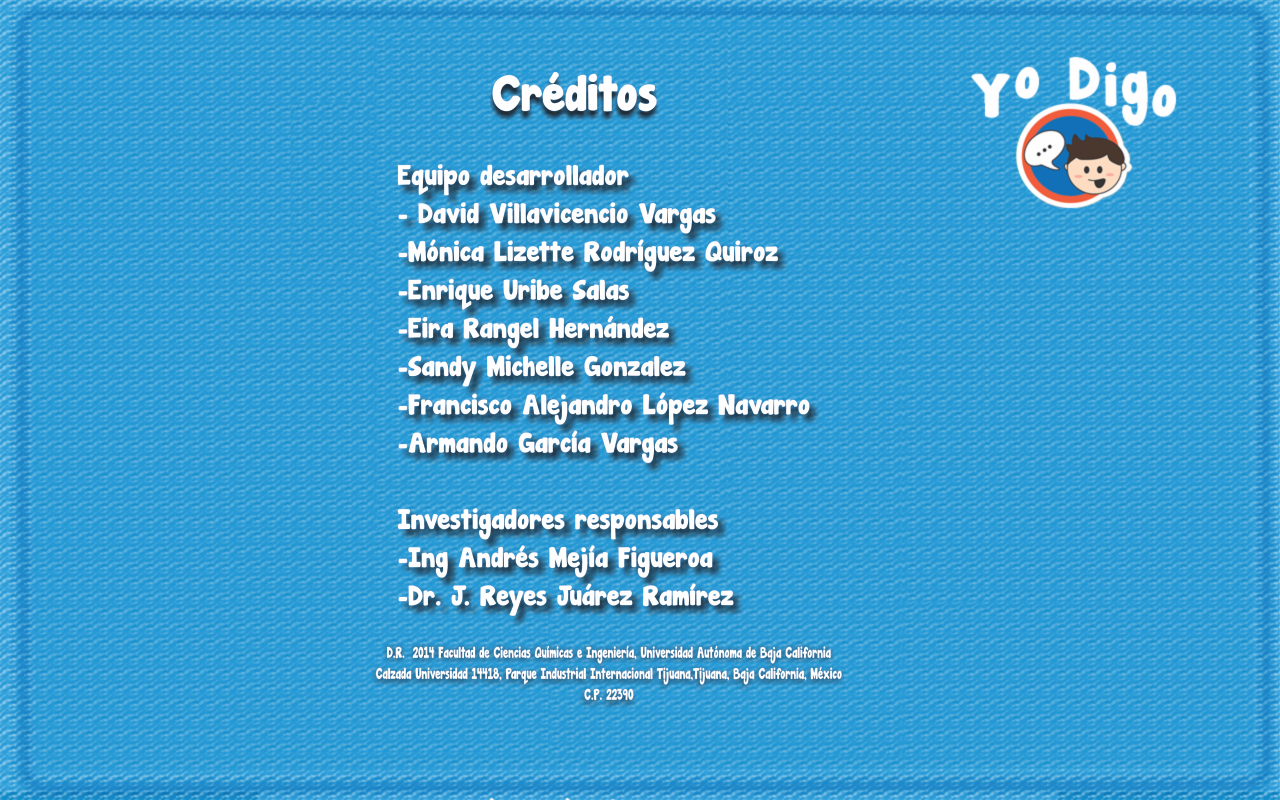 Yo Digo
Créditos
Equipo desarrollador
- David Villavicencio Vargas
-Mónica Lizette Rodríguez Quiroz
-Enrique Uribe Salas
-Eira Rangel Hernández
-Sandy Michelle Gonzalez
-Francisco Alejandro López Navarro
-Armando García Vargas
Investigadores responsables
-Ing Andrés Mejía Figueroa
-Dr. J. Reyes Juárez Ramírez
D.R. 2014 Facultad de Ciencias Químicas e Ingeniería, Universidad Autónoma de Baja California
Calzada Universidad 14418, Parque Industrial Internacional Tijuana,Tijuana, Baja California, México
C.P. 22390